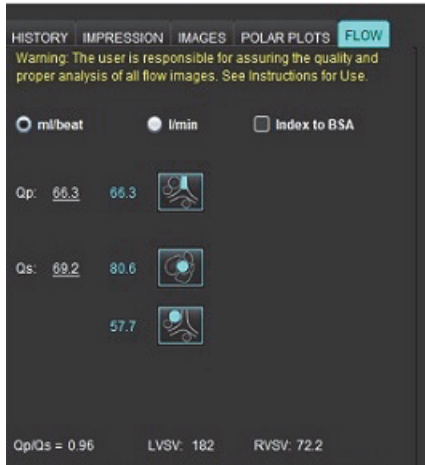 HISTORY IMPRESSION IMAGES POLAR PLOTS FLOW
Warning: The user is responsible for assuring the quality and
proper analysis of all flow images. See Instructions for Use.
ml/beat l/min Index to BSA
Qp: 66.3 66.3
Qs: 69.2 80.6
57.7
Qp/Qs = 0.96 LVSV: 182 RVSV: 72.2